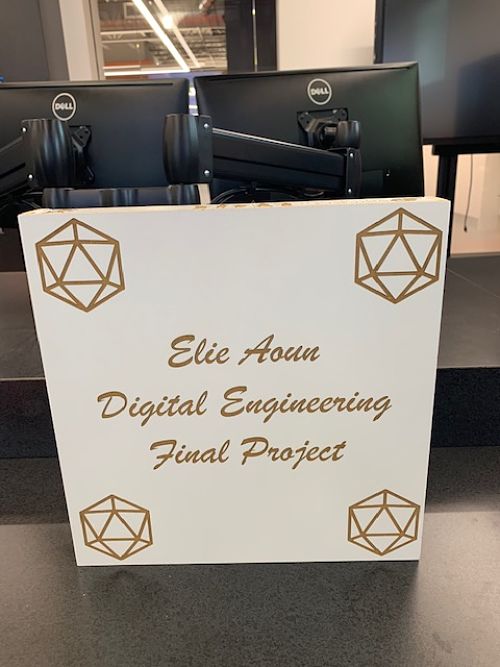 Elie Aoun
Digital Engineering
Final Project
DELL
DELL